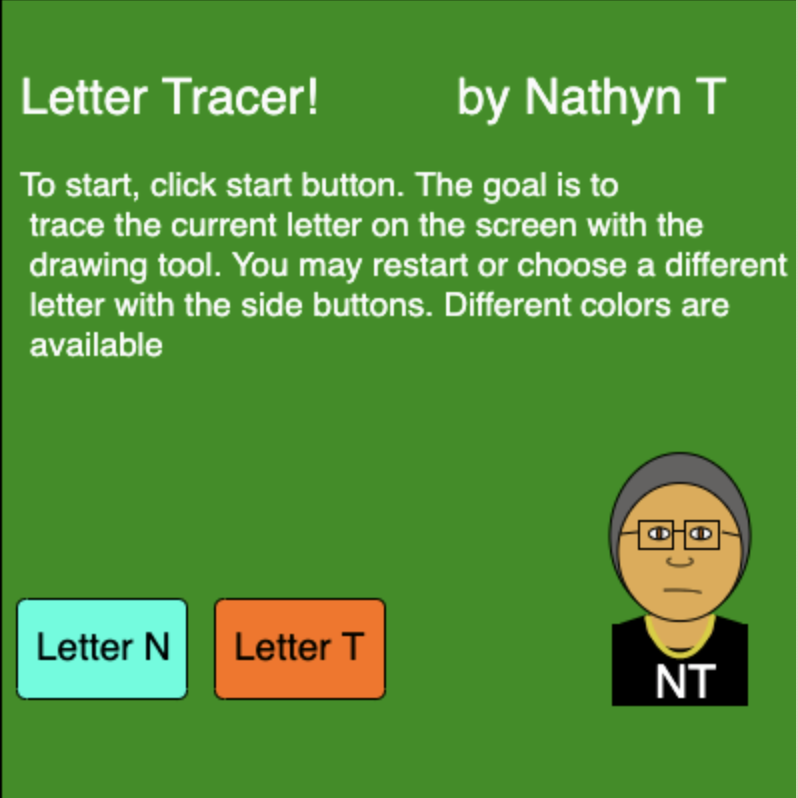 Letter Tracer! by Nathyn T
To start, click start button. The goal is to
trace the current letter on the screen with the
drawing tool. You may restart or choose a different
letter with the side buttons. Different colors are
available
Letter N
Letter T
NT